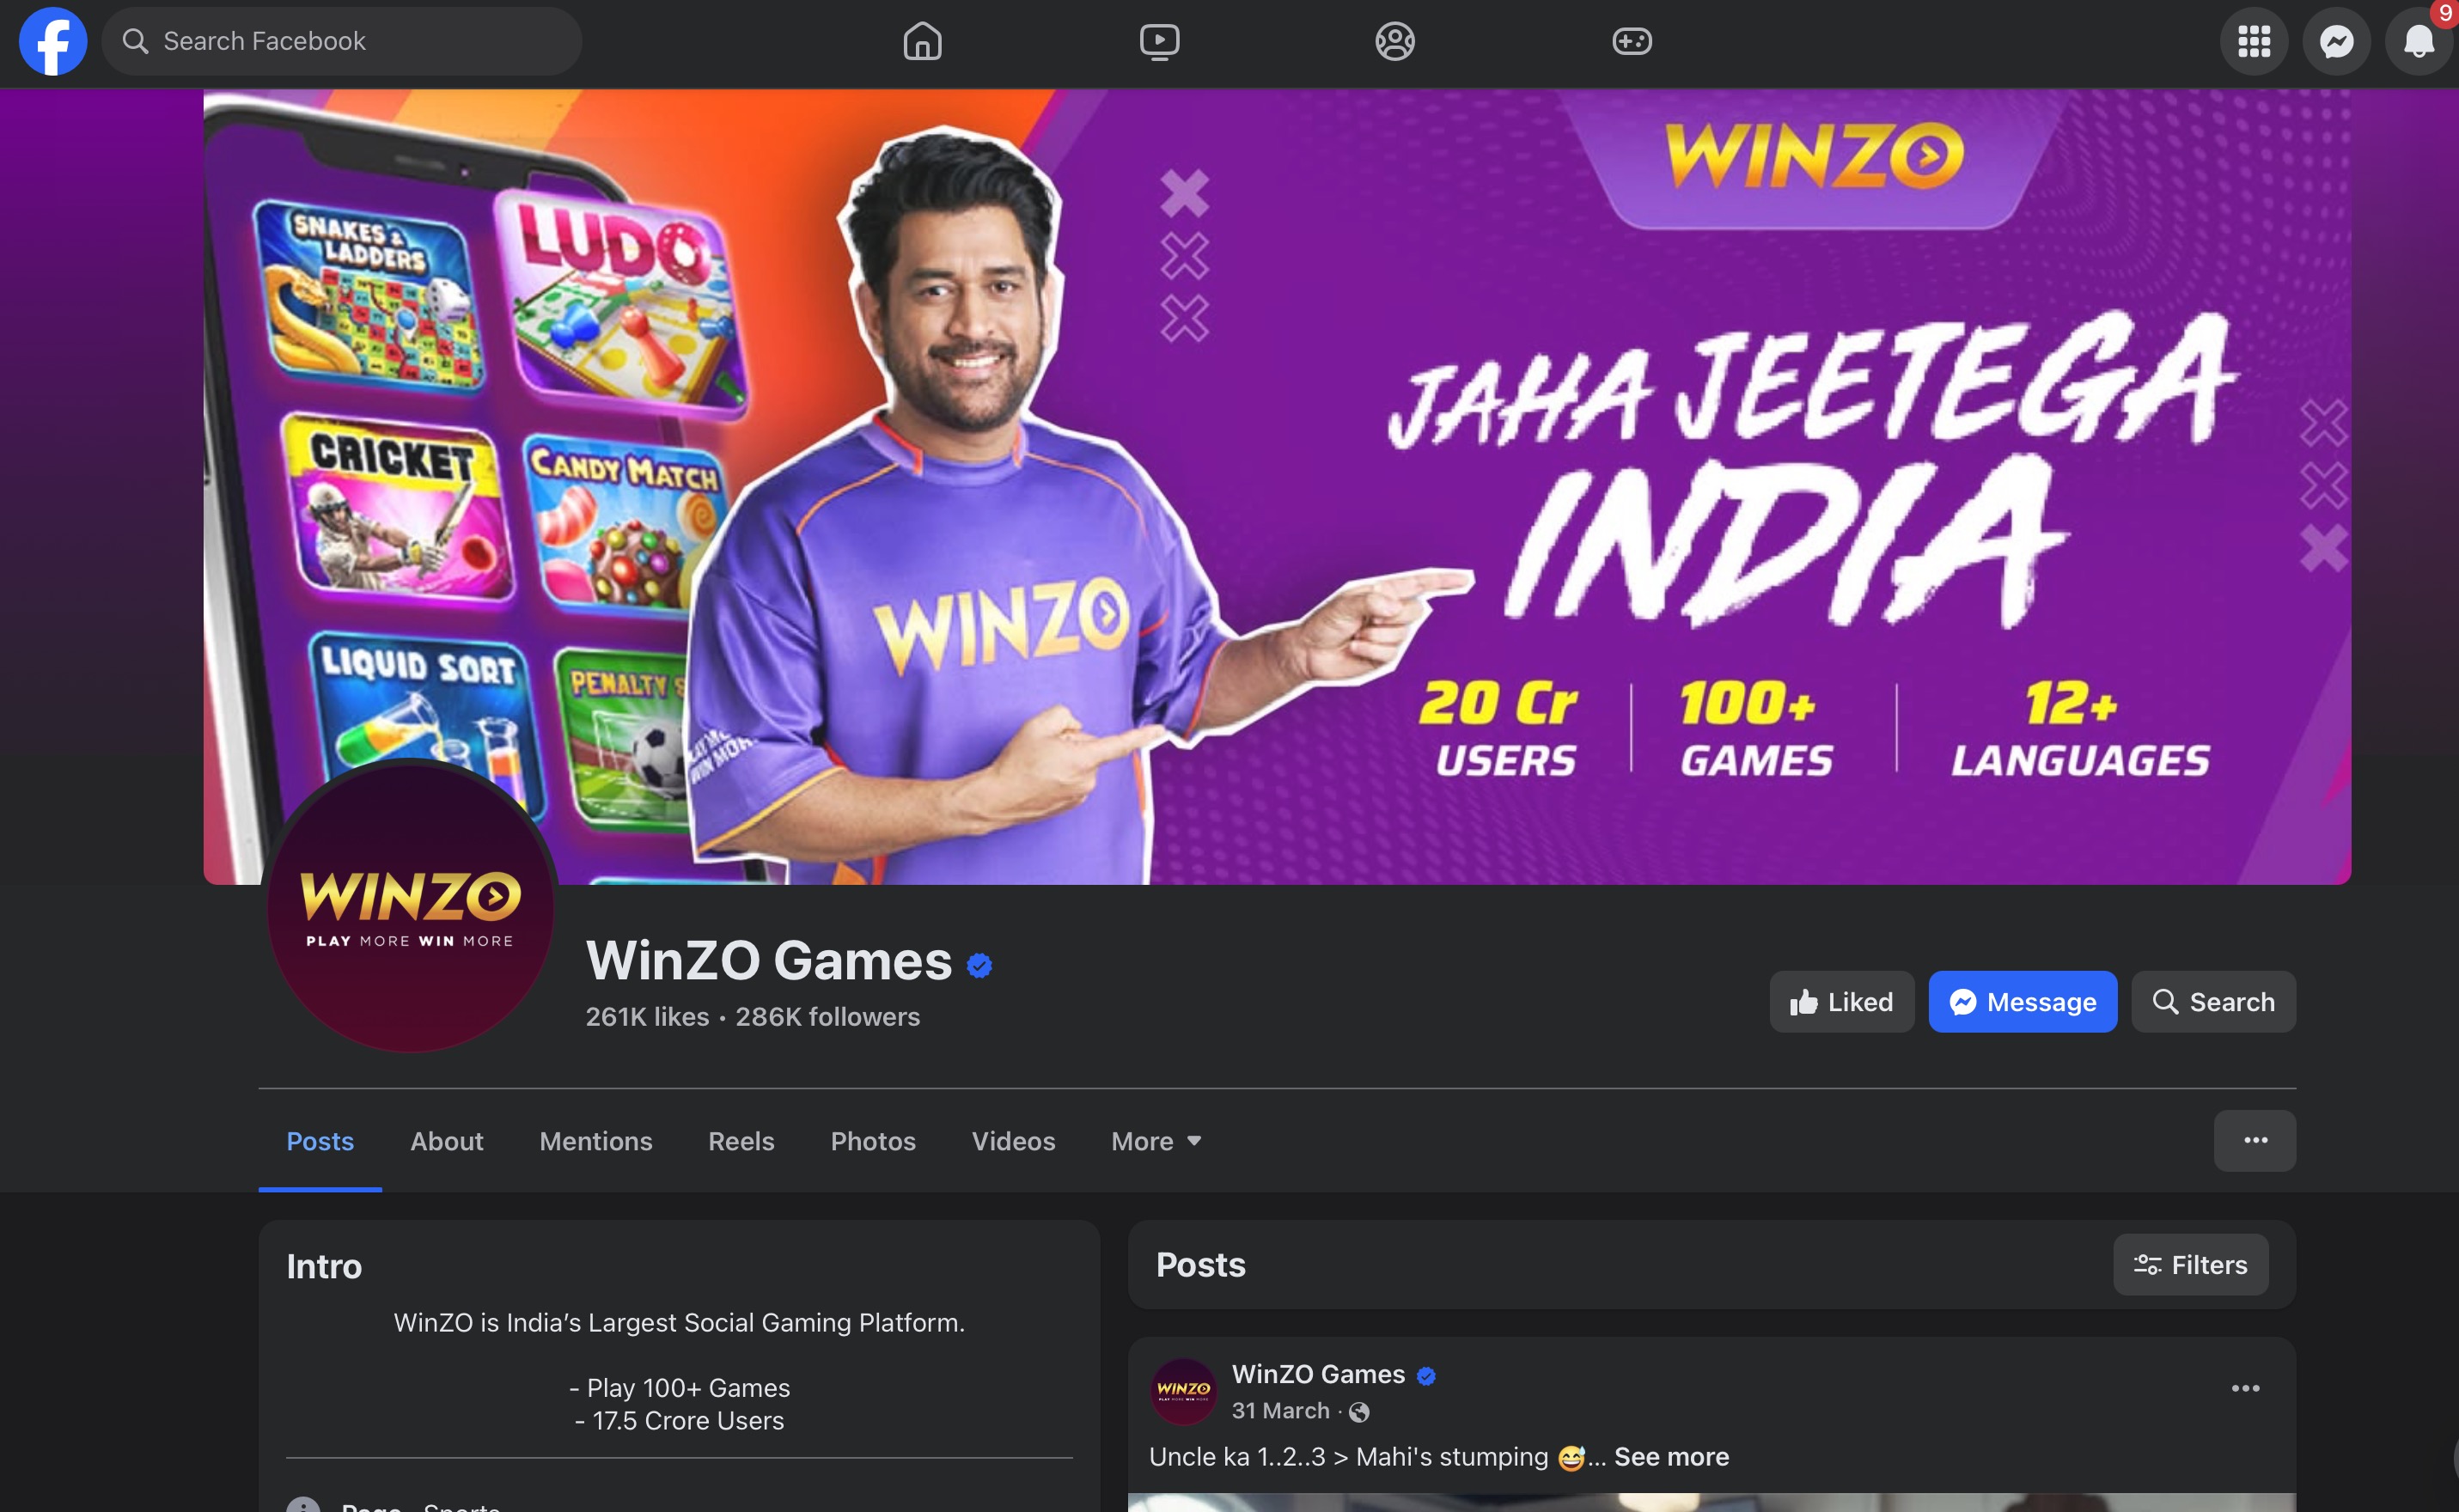 Search Facebook
9
WINZO
SNAKES &
LADDERS
LUDO
CRICKET
CANDY MATCH
LIQUID SORT
PENALTY
WINZO
JAHA JEETEGA
INDIA
20 Cr
USERS
100+
GAMES
12+
LANGUAGES
WINZO
PLAY MORE WIN MORE
WinZO Games
261K likes · 286K followers
Liked
Message
Search
Posts
About
Mentions
Reels
Photos
Videos
More
Intro
WinZO is India’s Largest Social Gaming Platform.
- Play 100+ Games
- 17.5 Crore Users
Page · Sports
Posts
Filters
WINZO
WinZO Games
31 March ·
Uncle ka 1..2..3 > Mahi's stumping 😅... See more